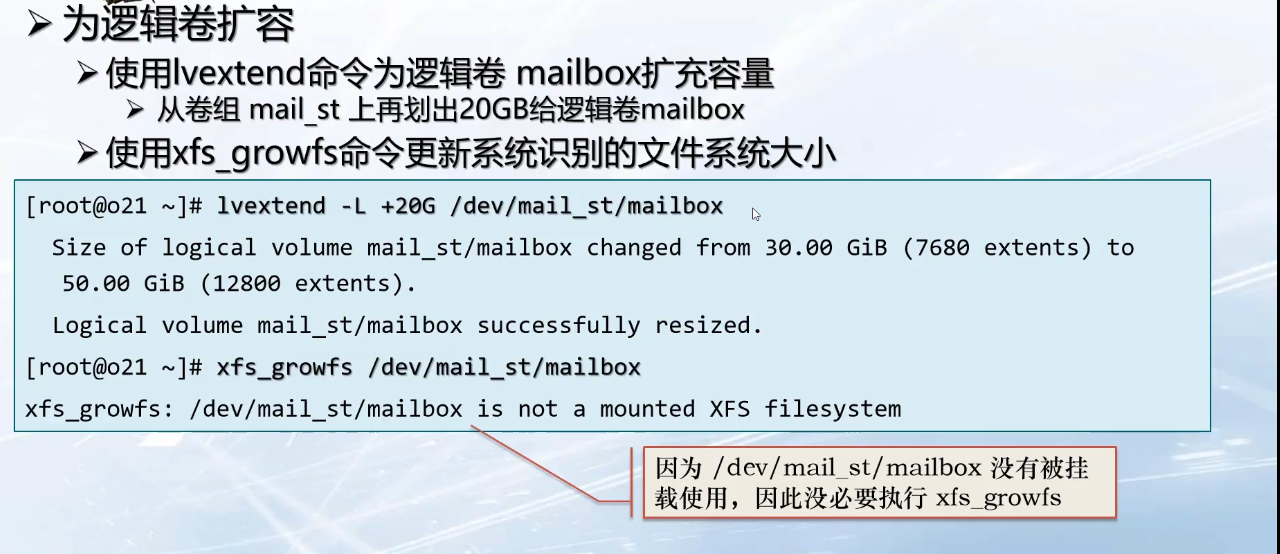 为逻辑卷扩容
使用lvextend命令为逻辑卷 mailbox扩充容量
从卷组 mail_st 上再划出20GB给逻辑卷mailbox
使用xfs_growfs命令更新系统识别的文件系统大小
[root@o21 ~]# lvextend -L +20G /dev/mail_st/mailbox
Size of logical volume mail_st/mailbox changed from 30.00 GiB (7680 extents) to
50.00 GiB (12800 extents).
Logical volume mail_st/mailbox successfully resized.
[root@o21 ~]# xfs_growfs /dev/mail_st/mailbox
xfs_growfs: /dev/mail_st/mailbox is not a mounted XFS filesystem
因为 /dev/mail_st/mailbox 没有被挂
载使用，因此没必要执行 xfs_growfs